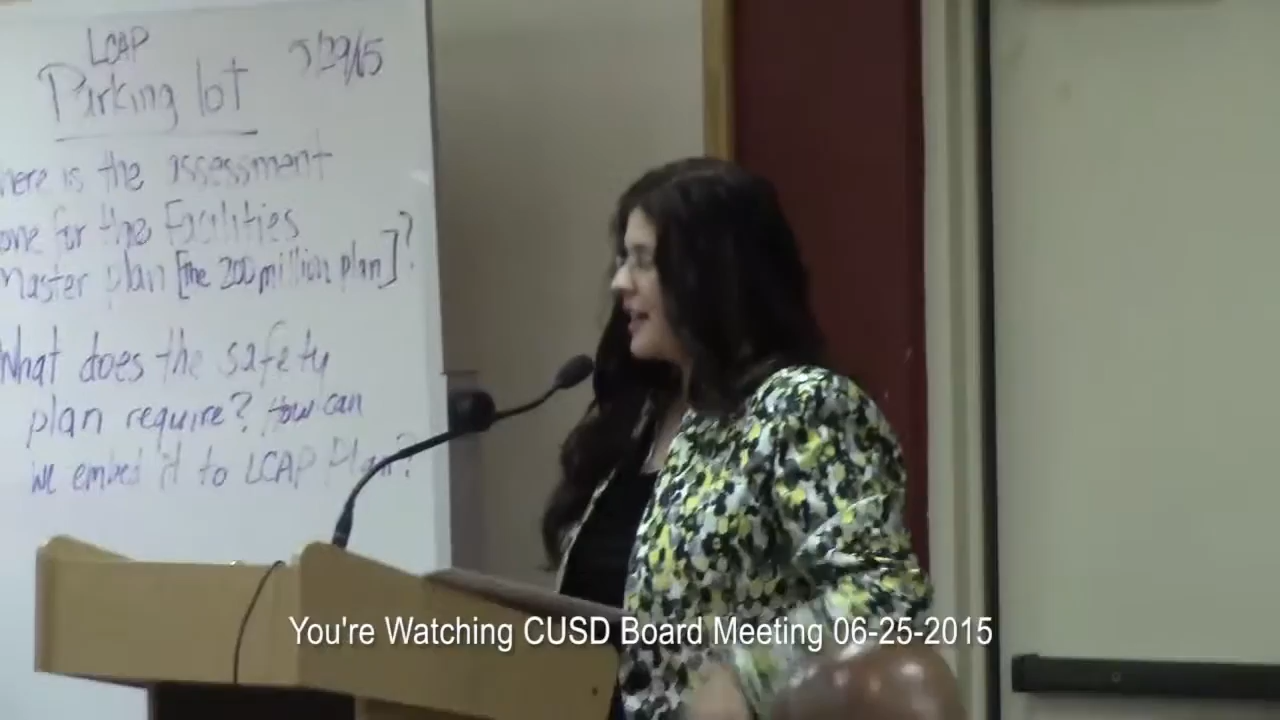 LCAP
Parking lot 5/29/15
here is the assessment
one for the Facilities
Master plan [the 200 million plan]?
What does the safety
plan require? How can
we embed it to LCAP Plan?
You're Watching CUSD Board Meeting 06-25-2015